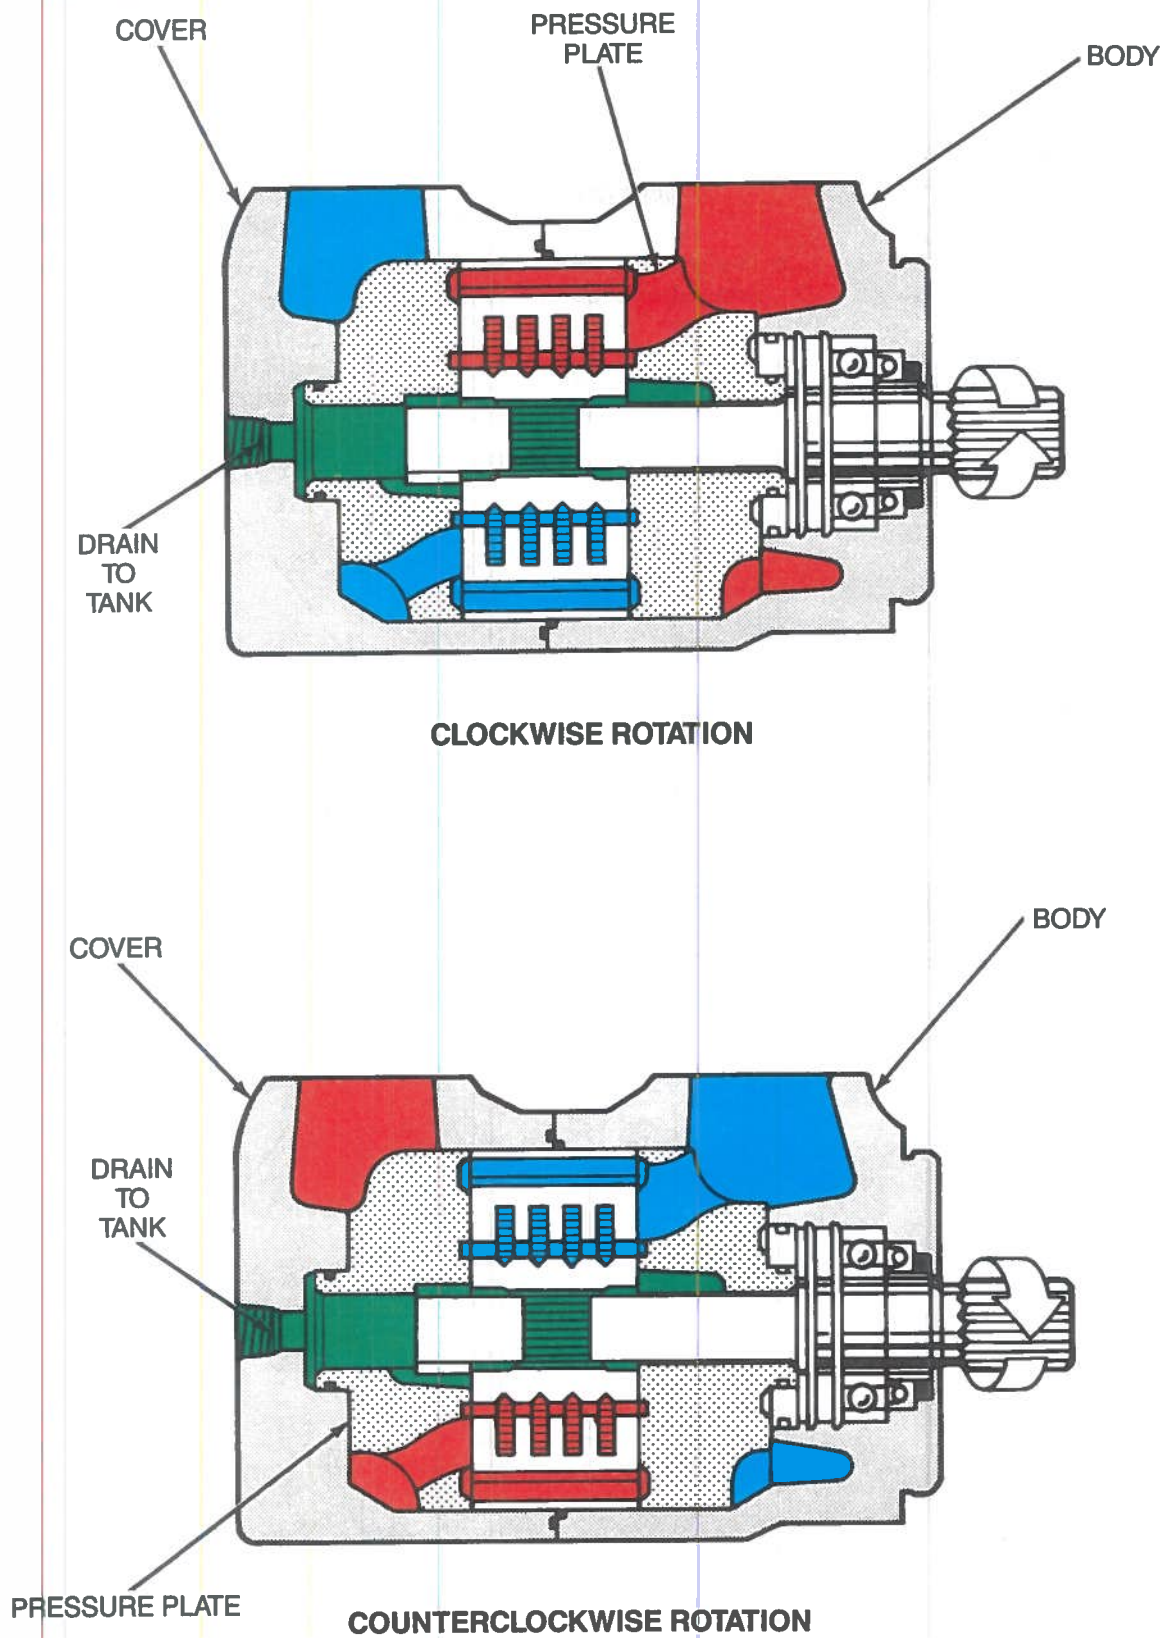 COVER
PRESSURE
PLATE
BODY
DRAIN
TO
TANK
CLOCKWISE ROTATION
COVER
BODY
DRAIN
TO
TANK
PRESSURE PLATE
COUNTERCLOCKWISE ROTATION